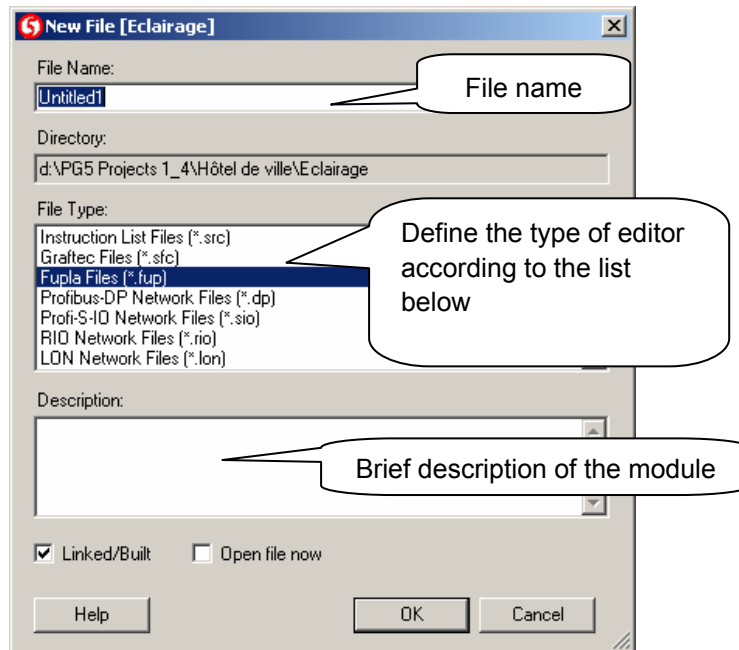 New File [Eclairage]
File Name:
Untitled1
File name
Directory:
d:\PG5 Projects 1_4\Hôtel de ville\Eclairage
File Type:
Instruction List Files (*.src)
Graftec Files (*.sfc)
Fupla Files (*.fup)
Profibus-DP Network Files (*.dp)
Profi-S-IO Network Files (*.sio)
RIO Network Files (*.rio)
LON Network Files (*.lon)
Define the type of editor
according to the list
below
Description:
Brief description of the module
Linked/Built
Open file now
Help
OK
Cancel